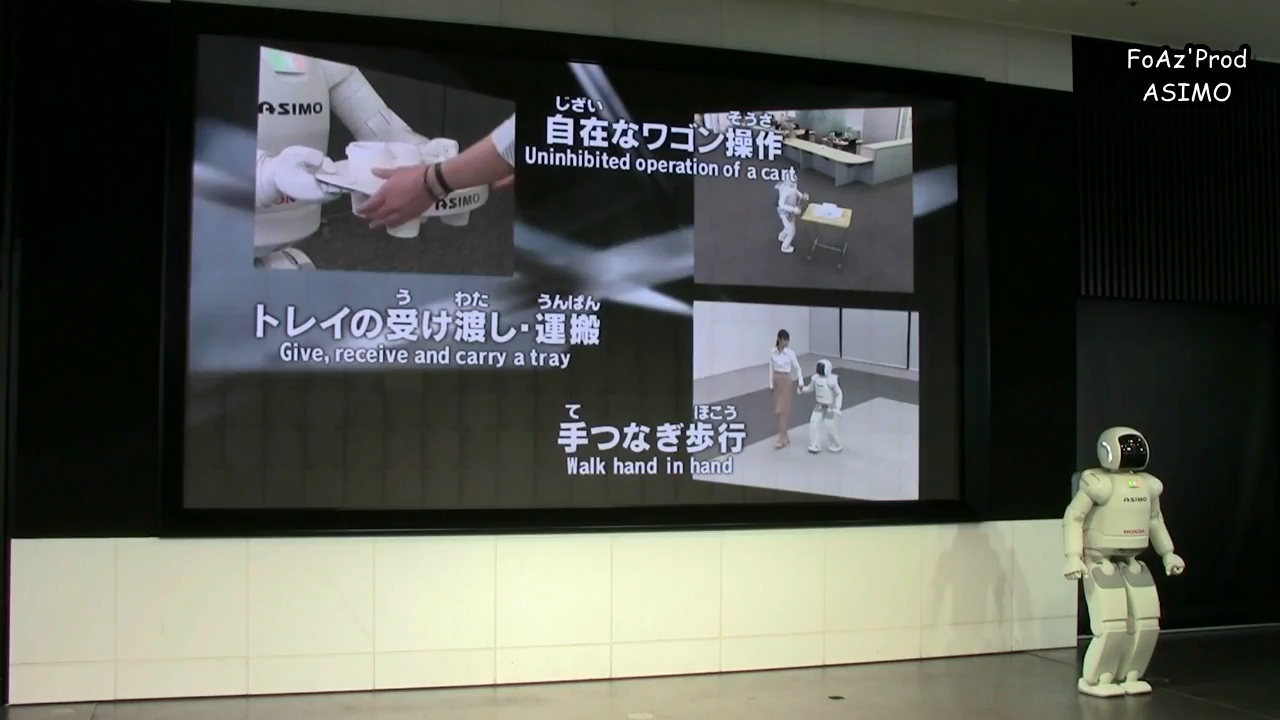 FoAz'Prod
ASIMO
ASIMO
ASIMO
じざい
そうさ
自在なワゴン操作
Uninhibited operation of a cart
う わた うんぱん
トレイの受け渡し・運搬
Give, receive and carry a tray
て ほこう
手つなぎ歩行
Walk hand in hand
ASIMO
HONDA